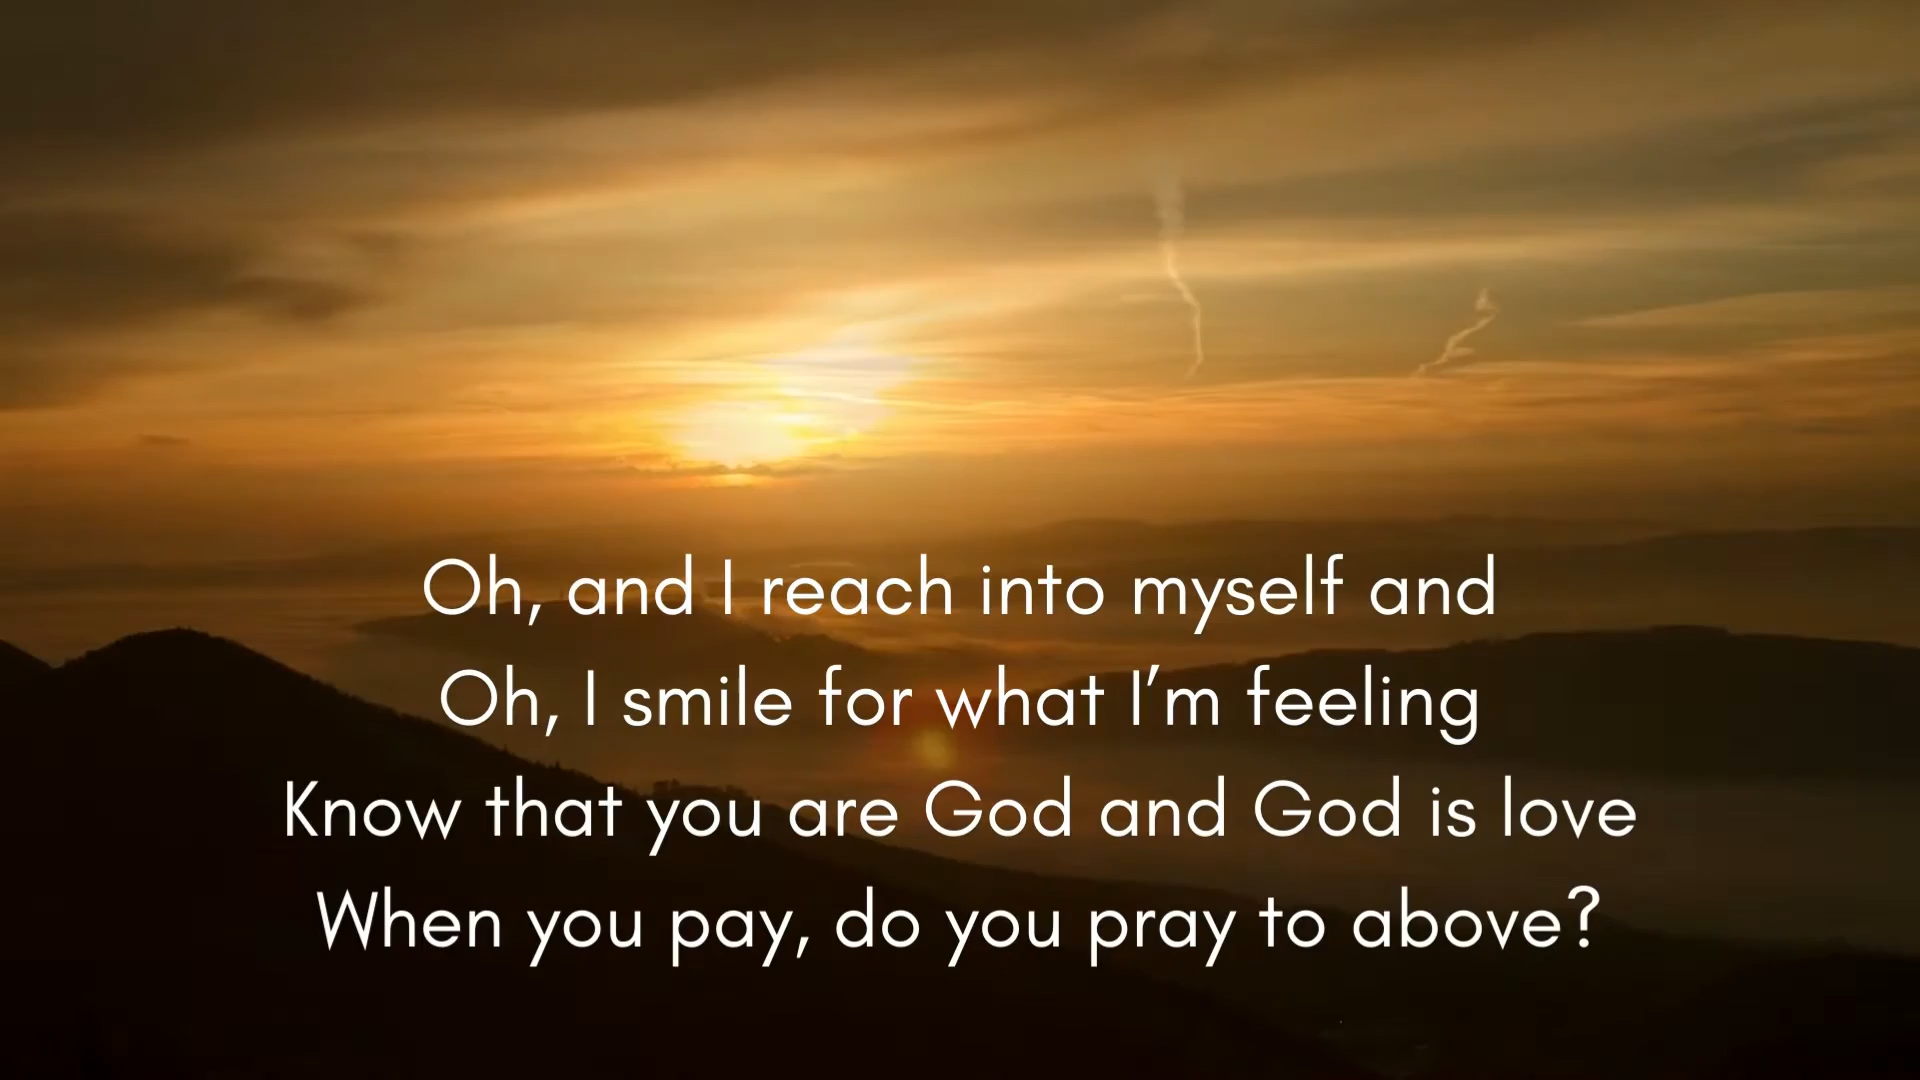 Oh, and I reach into myself and
Oh, I smile for what I’m feeling
Know that you are God and God is love
When you pay, do you pray to above?